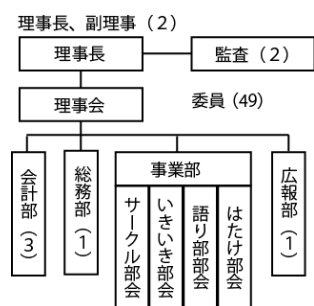 理事長、副理事（2）
理事長
監査（2）
理事会
委員（49）
会計部（3）
総務部（1）
事業部
サークル部会
いきいき部会
語り部部会
はたけ部会
広報部（1）